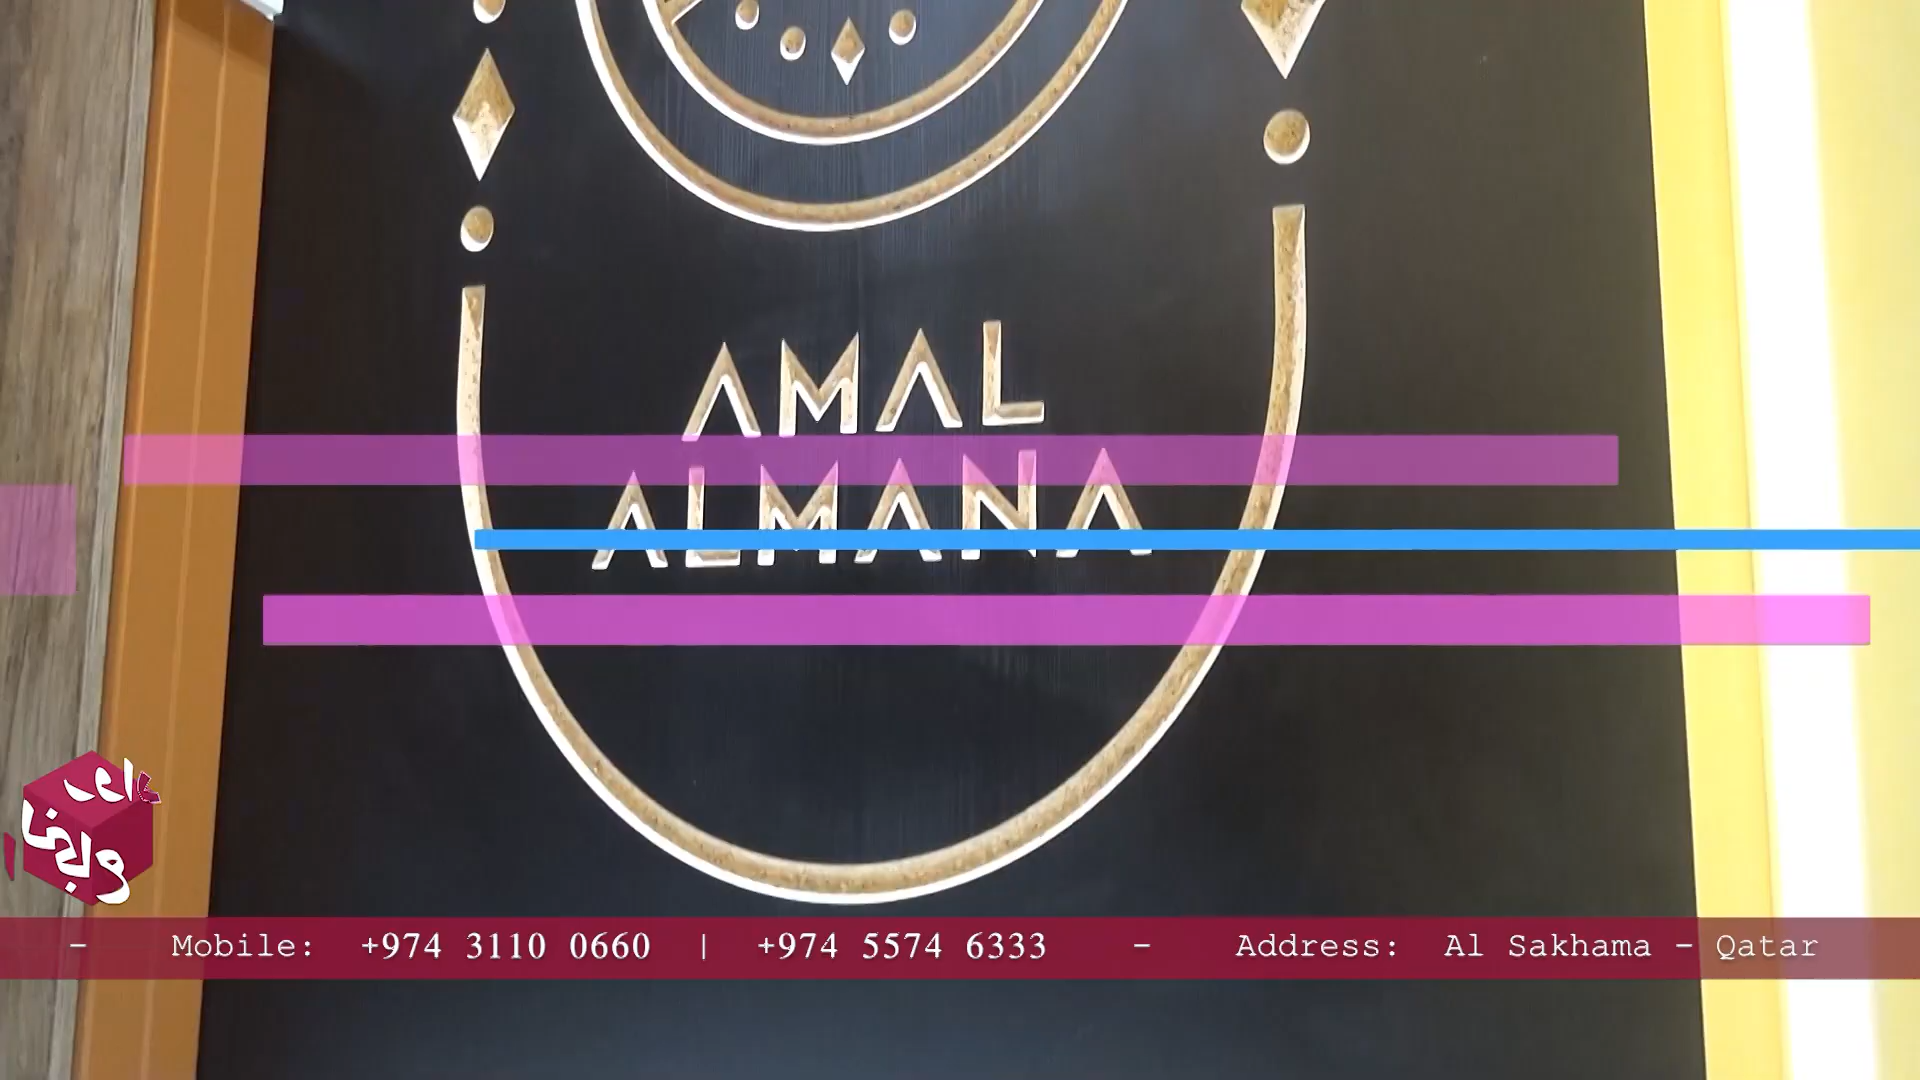 AMAL
ALMANA
- Mobile: +974 3110 0660 | +974 5574 6333 - Address: Al Sakhama - Qatar